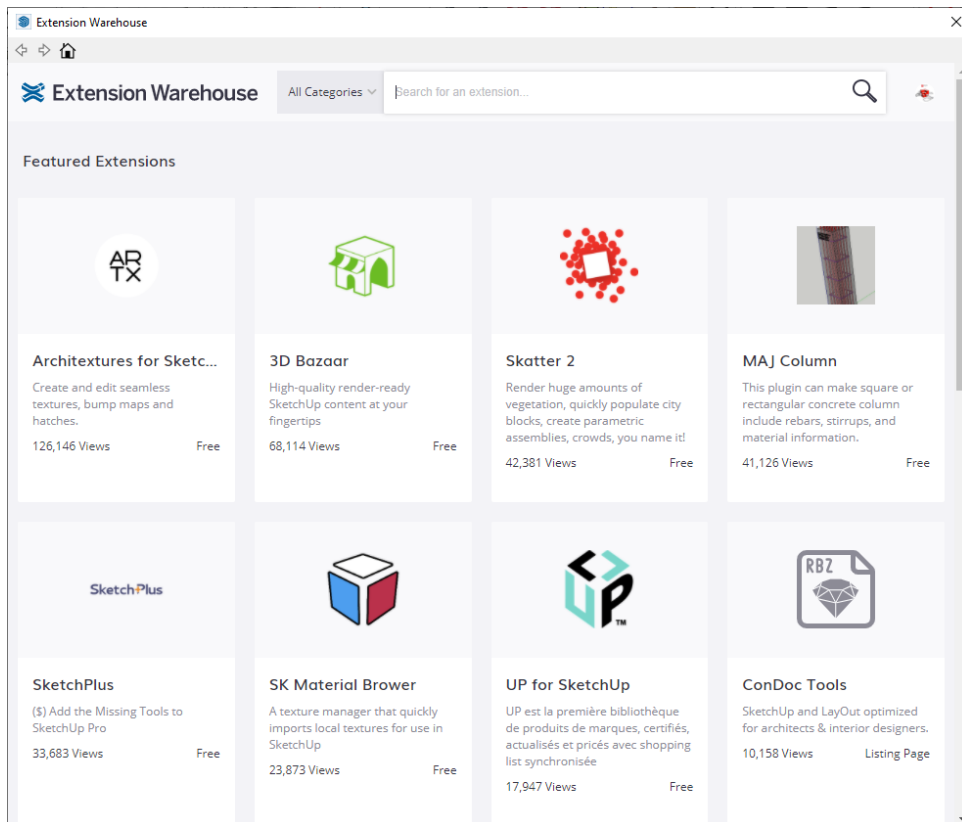 Extension Warehouse
Extension Warehouse
All Categories
Search for an extension...
Featured Extensions
AR
TX
Architextures for Sketc...
Create and edit seamless
textures, bump maps and
hatches.
126,146 Views Free
3D Bazaar
High-quality render-ready
SketchUp content at your
fingertips
68,114 Views Free
Skatter 2
Render huge amounts of
vegetation, quickly populate city
blocks, create parametric
assemblies, crowds, you name it!
42,381 Views Free
MAJ Column
This plugin can make square or
rectangular concrete column
include rebars, stirrups, and
material information.
41,126 Views Free
SketchPlus
SketchPlus
($) Add the Missing Tools to
SketchUp Pro
33,683 Views Free
SK Material Brower
A texture manager that quickly
imports local textures for use in
SketchUp
23,873 Views Free
UP
TM
UP for SketchUp
UP est la première bibliothèque
de produits de marques, certifiés,
actualisés et pricés avec shopping
list synchronisée
17,947 Views Free
RBZ
ConDoc Tools
SketchUp and LayOut optimized
for architects & interior designers.
10,158 Views Listing Page